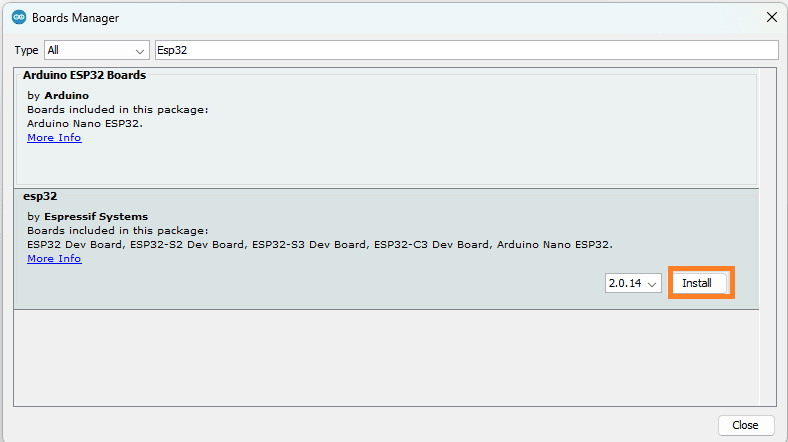 Boards Manager
Type All Esp32
Arduino ESP32 Boards
by Arduino
Boards included in this package:
Arduino Nano ESP32.
More Info
esp32
by Espressif Systems
Boards included in this package:
ESP32 Dev Board, ESP32-S2 Dev Board, ESP32-S3 Dev Board, ESP32-C3 Dev Board, Arduino Nano ESP32.
More Info
2.0.14 Install
Close